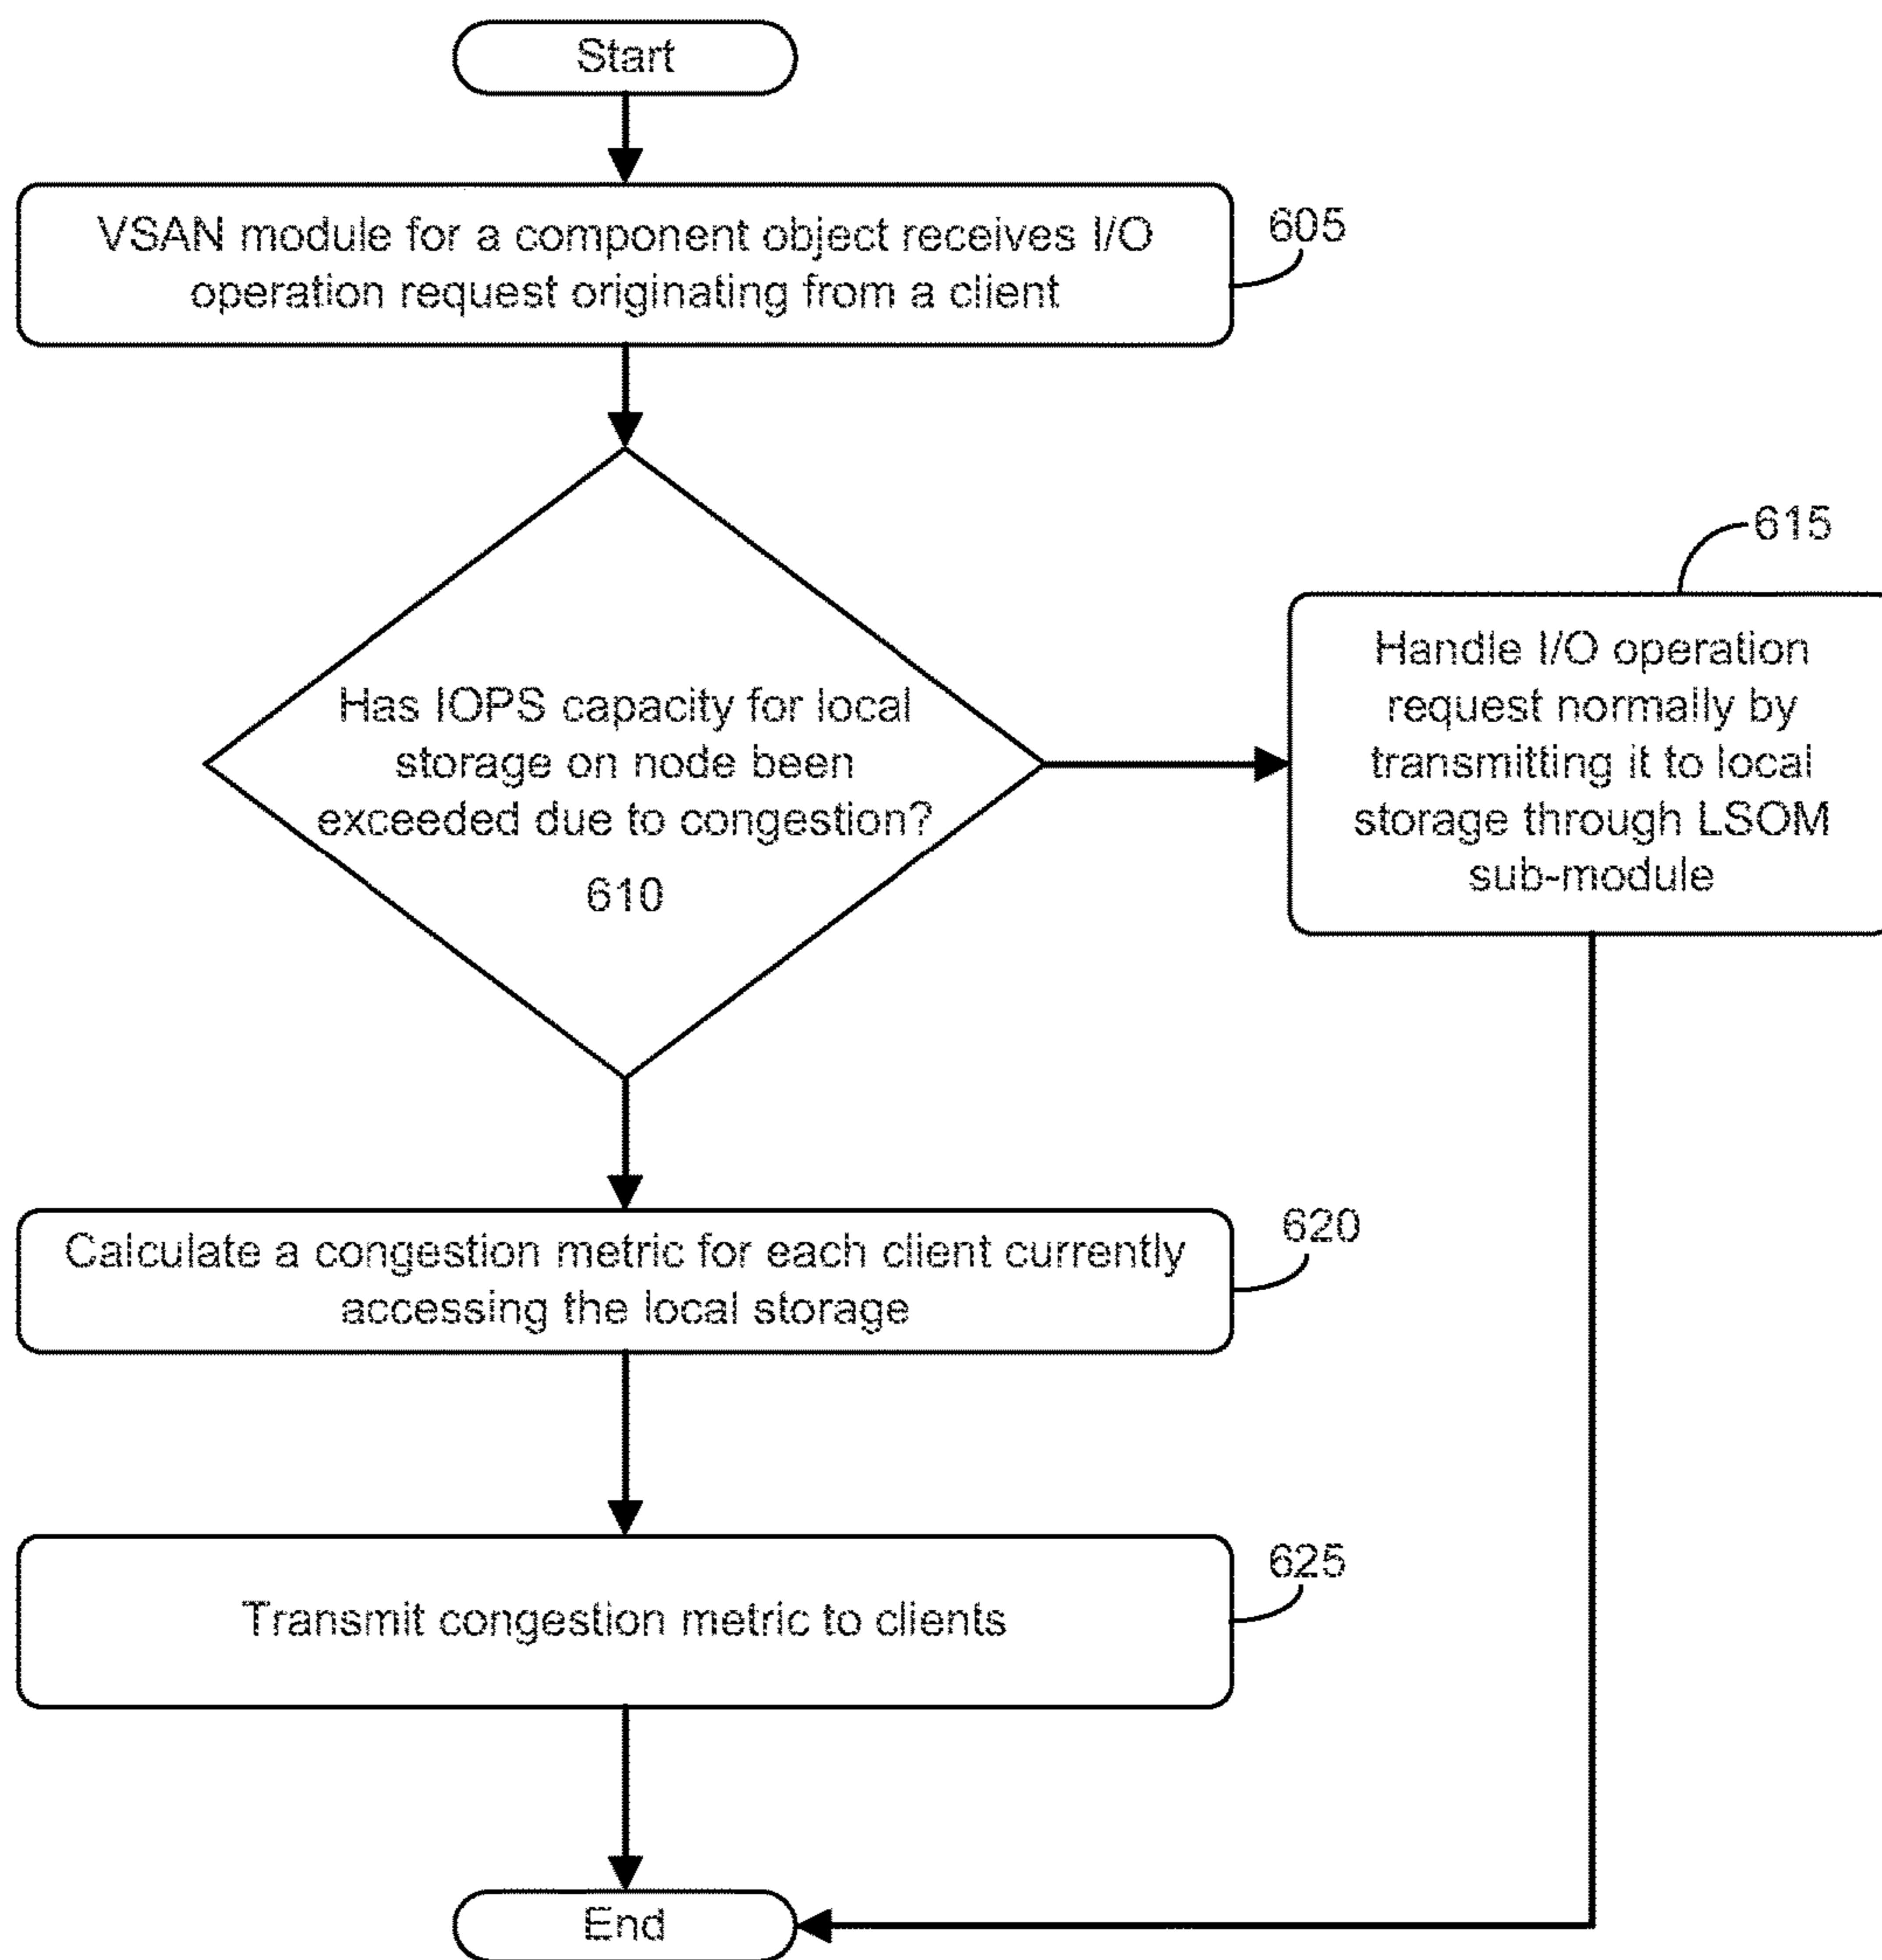 Start
VSAN module for a component object receives I/O
operation request originating from a client
605
Has IOPS capacity for local
storage on node been
exceeded due to congestion?
610
615
Handle I/O operation
request normally by
transmitting it to local
storage through LSOM
sub-module
Calculate a congestion metric for each client currently
accessing the local storage
620
Transmit congestion metric to clients
625
End